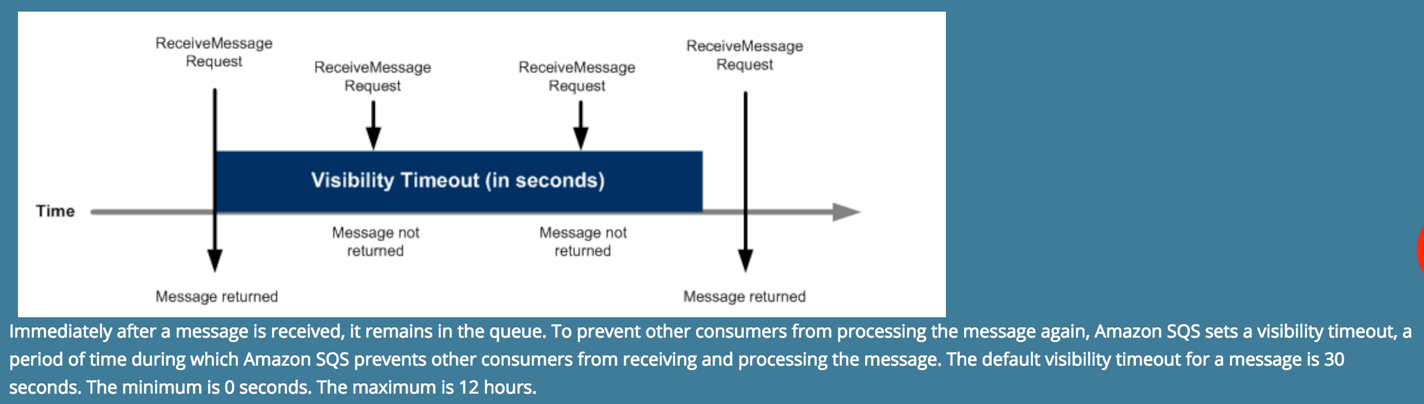 ReceiveMessage
Request
ReceiveMessage
Request
ReceiveMessage
Request
ReceiveMessage
Request
Visibility Timeout (in seconds)
Time
Message not
returned
Message not
returned
Message returned
Message returned
Immediately after a message is received, it remains in the queue. To prevent other consumers from processing the message again, Amazon SQS sets a visibility timeout, a
period of time during which Amazon SQS prevents other consumers from receiving and processing the message. The default visibility timeout for a message is 30
seconds. The minimum is 0 seconds. The maximum is 12 hours.